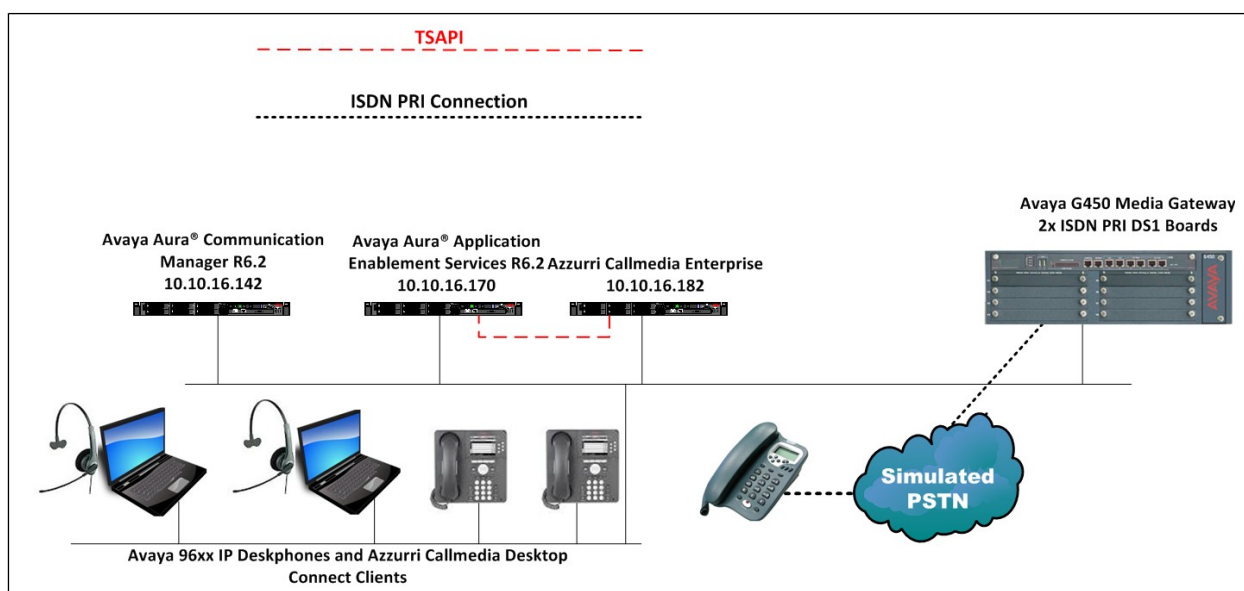 TSAPI
ISDN PRI Connection
Avaya G450 Media Gateway
2x ISDN PRI DS1 Boards
Avaya Aura® Communication
Manager R6.2
10.10.16.142
Avaya Aura® Application
Enablement Services R6.2
10.10.16.170
Azzurri Callmedia Enterprise
10.10.16.182
G450
AVAYA
Simulated
PSTN
Avaya 96xx IP Deskphones and Azzurri Callmedia Desktop
Connect Clients